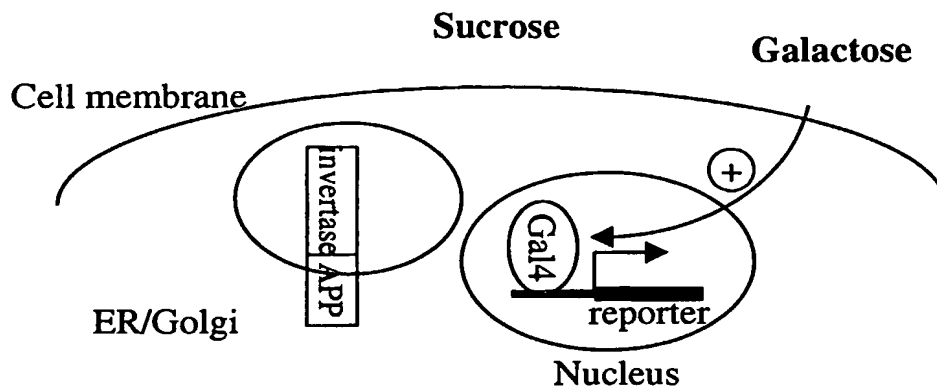 Sucrose
Galactose
Cell membrane
+
invertase
APP
Gal4
reporter
ER/Golgi
Nucleus